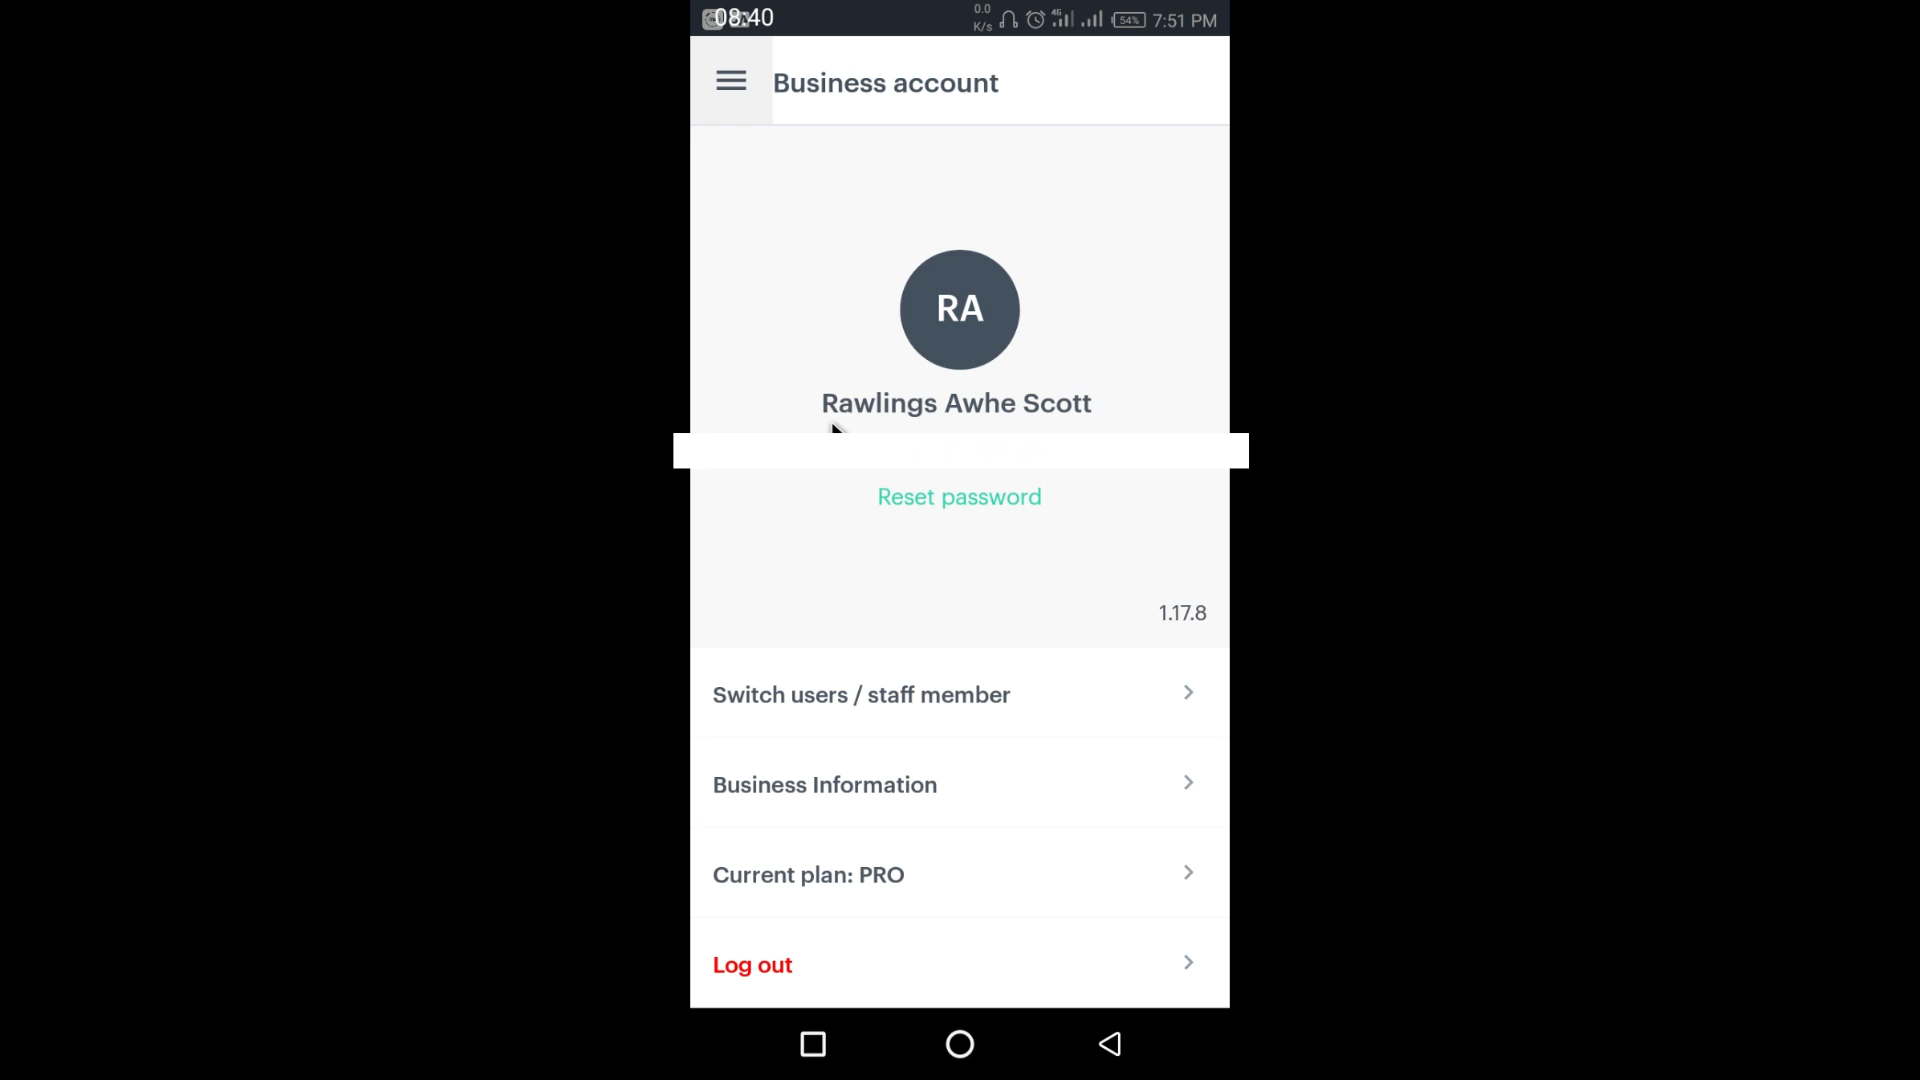 08:40
0.0
K/s
4G
54%
7:51 PM
Business account
RA
Rawlings Awhe Scott
Reset password
1.17.8
Switch users / staff member
Business Information
Current plan: PRO
Log out